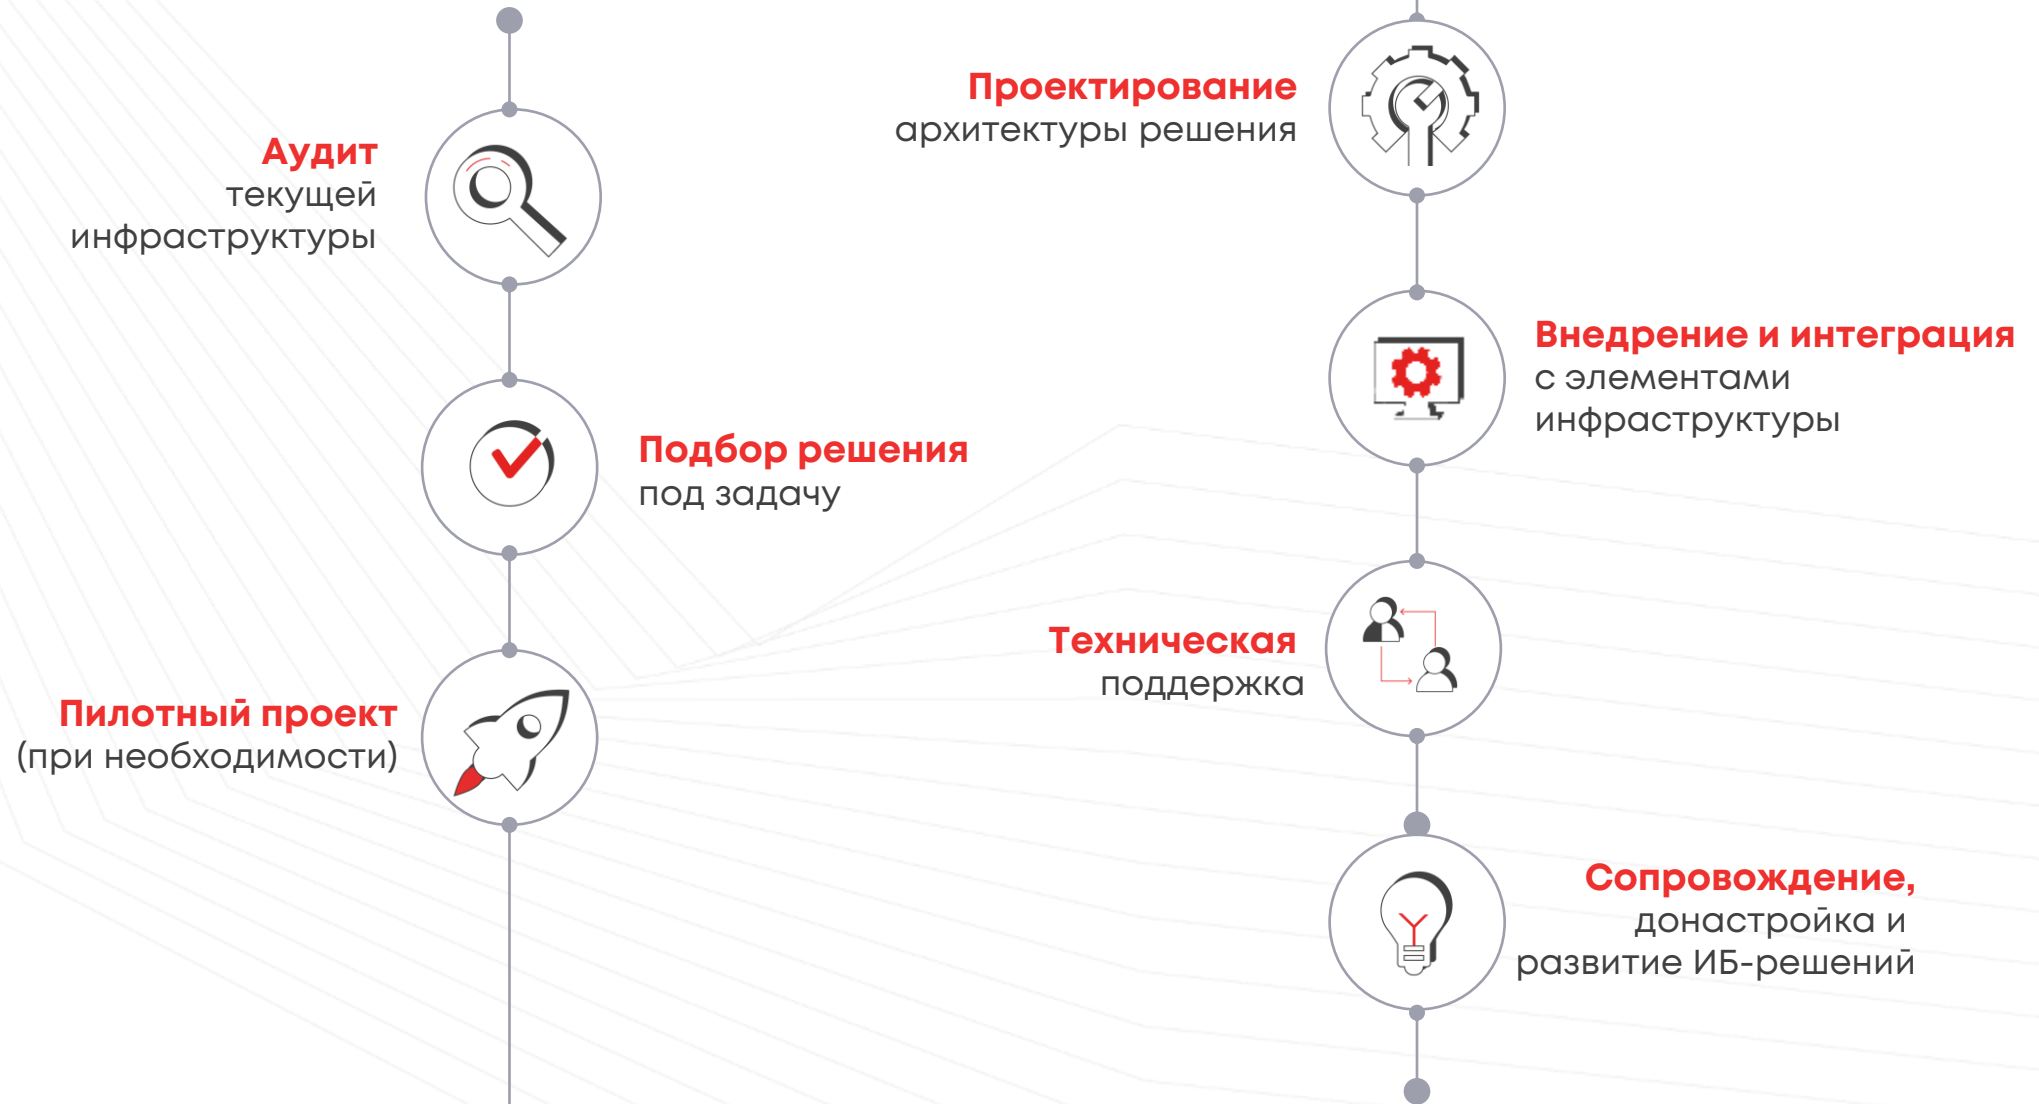 Аудит
текущей
инфраструктуры
Подбор решения
под задачу
Пилотный проект
(при необходимости)
Проектирование
архитектуры решения
Внедрение и интеграция
с элементами
инфраструктуры
Техническая
поддержка
Сопровождение,
донастройка и
развитие ИБ-решений